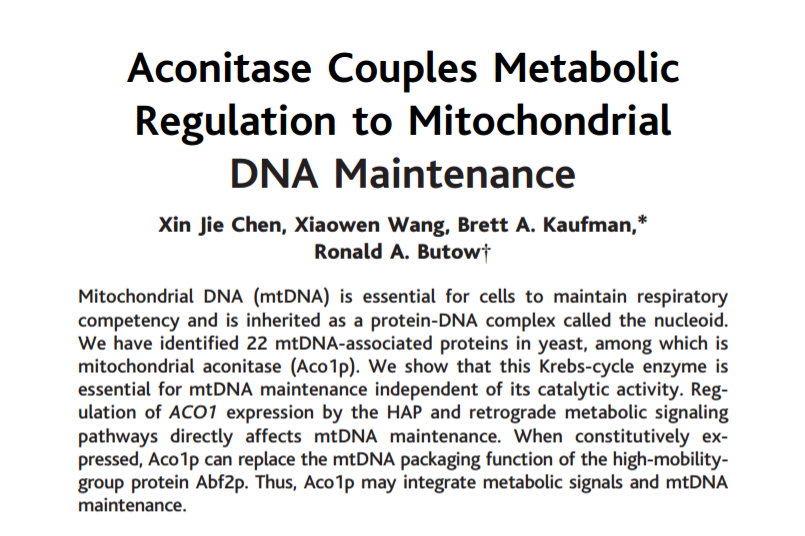 Aconitase Couples Metabolic
Regulation to Mitochondrial
DNA Maintenance
Xin Jie Chen, Xiaowen Wang, Brett A. Kaufman,*
Ronald A. Butow†
Mitochondrial DNA (mtDNA) is essential for cells to maintain respiratory
competency and is inherited as a protein-DNA complex called the nucleoid.
We have identified 22 mtDNA-associated proteins in yeast, among which is
mitochondrial aconitase (Aco1p). We show that this Krebs-cycle enzyme is
essential for mtDNA maintenance independent of its catalytic activity. Reg-
ulation of ACO1 expression by the HAP and retrograde metabolic signaling
pathways directly affects mtDNA maintenance. When constitutively ex-
pressed, Aco1p can replace the mtDNA packaging function of the high-mobility-
group protein Abf2p. Thus, Aco1p may integrate metabolic signals and mtDNA
maintenance.